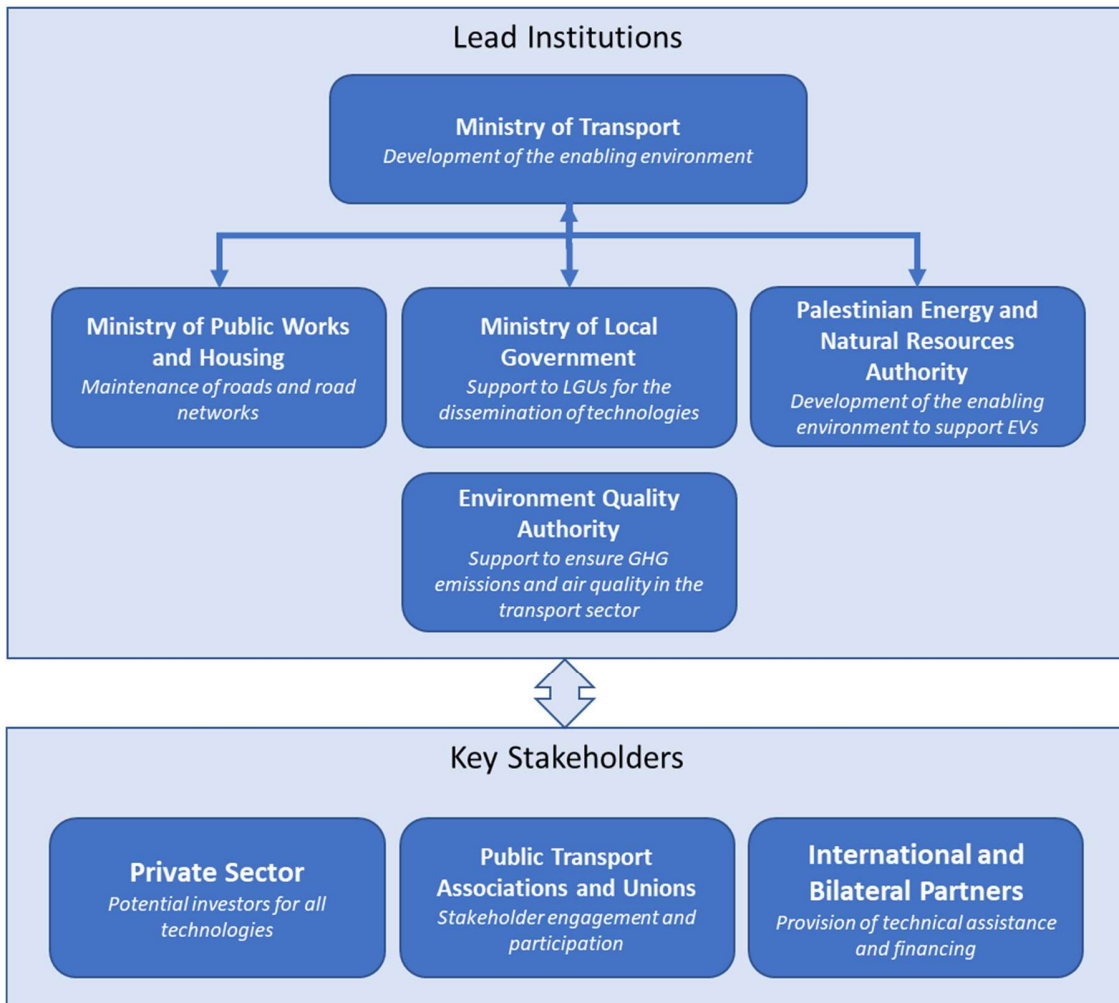 Lead Institutions
Ministry of Transport
Development of the enabling environment
Ministry of Public Works
and Housing
Maintenance of roads and road
networks
Ministry of Local
Government
Support to LGUs for the
dissemination of technologies
Palestinian Energy and
Natural Resources
Authority
Development of the enabling
environment to support EVs
Environment Quality
Authority
Support to ensure GHG
emissions and air quality in the
transport sector
Key Stakeholders
Private Sector
Potential investors for all
technologies
Public Transport
Associations and Unions
Stakeholder engagement and
participation
International and
Bilateral Partners
Provision of technical assistance
and financing